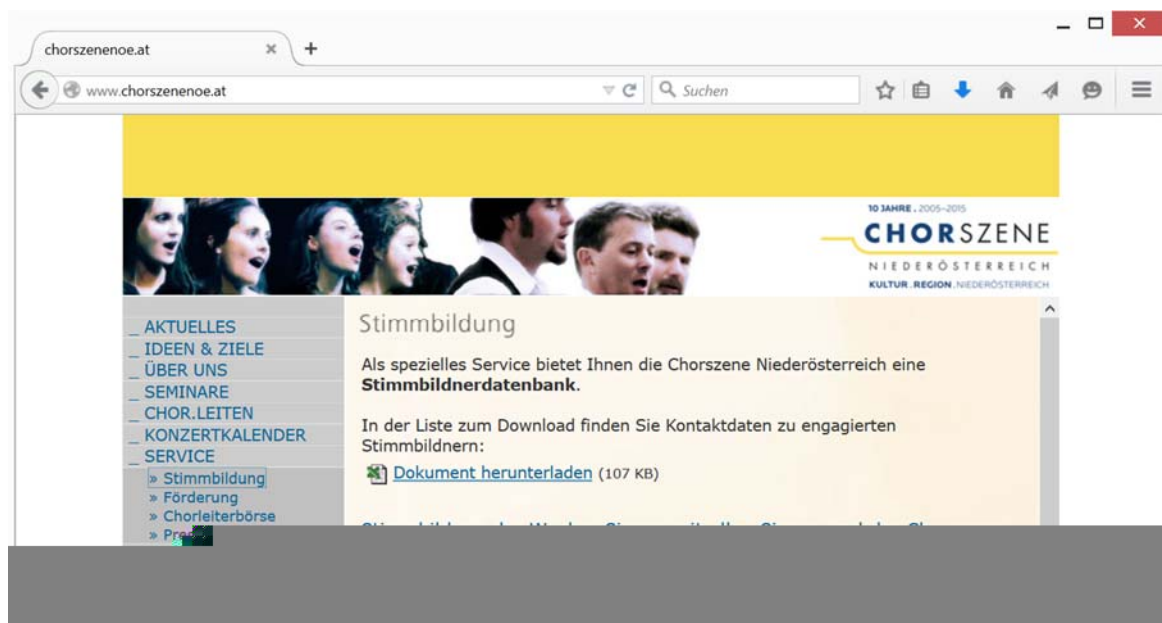 chorszenenoe.at
www.chorszenenoe.at
Suchen
10 JAHRE . 2005–2015
CHORSZENE
NIEDERÖSTERREICH
KULTUR.REGION.NIEDERÖSTERREICH
_ AKTUELLES
_ IDEEN & ZIELE
_ ÜBER UNS
_ SEMINARE
_ CHOR.LEITEN
_ KONZERTKALENDER
_ SERVICE
» Stimmbildung
» Förderung
» Chorleiterbörse
Stimmbildung
Als spezielles Service bietet Ihnen die Chorszene Niederösterreich eine
Stimmbildnerdatenbank.
In der Liste zum Download finden Sie Kontaktdaten zu engagierten
Stimmbildnern:
Dokument herunterladen (107 KB)